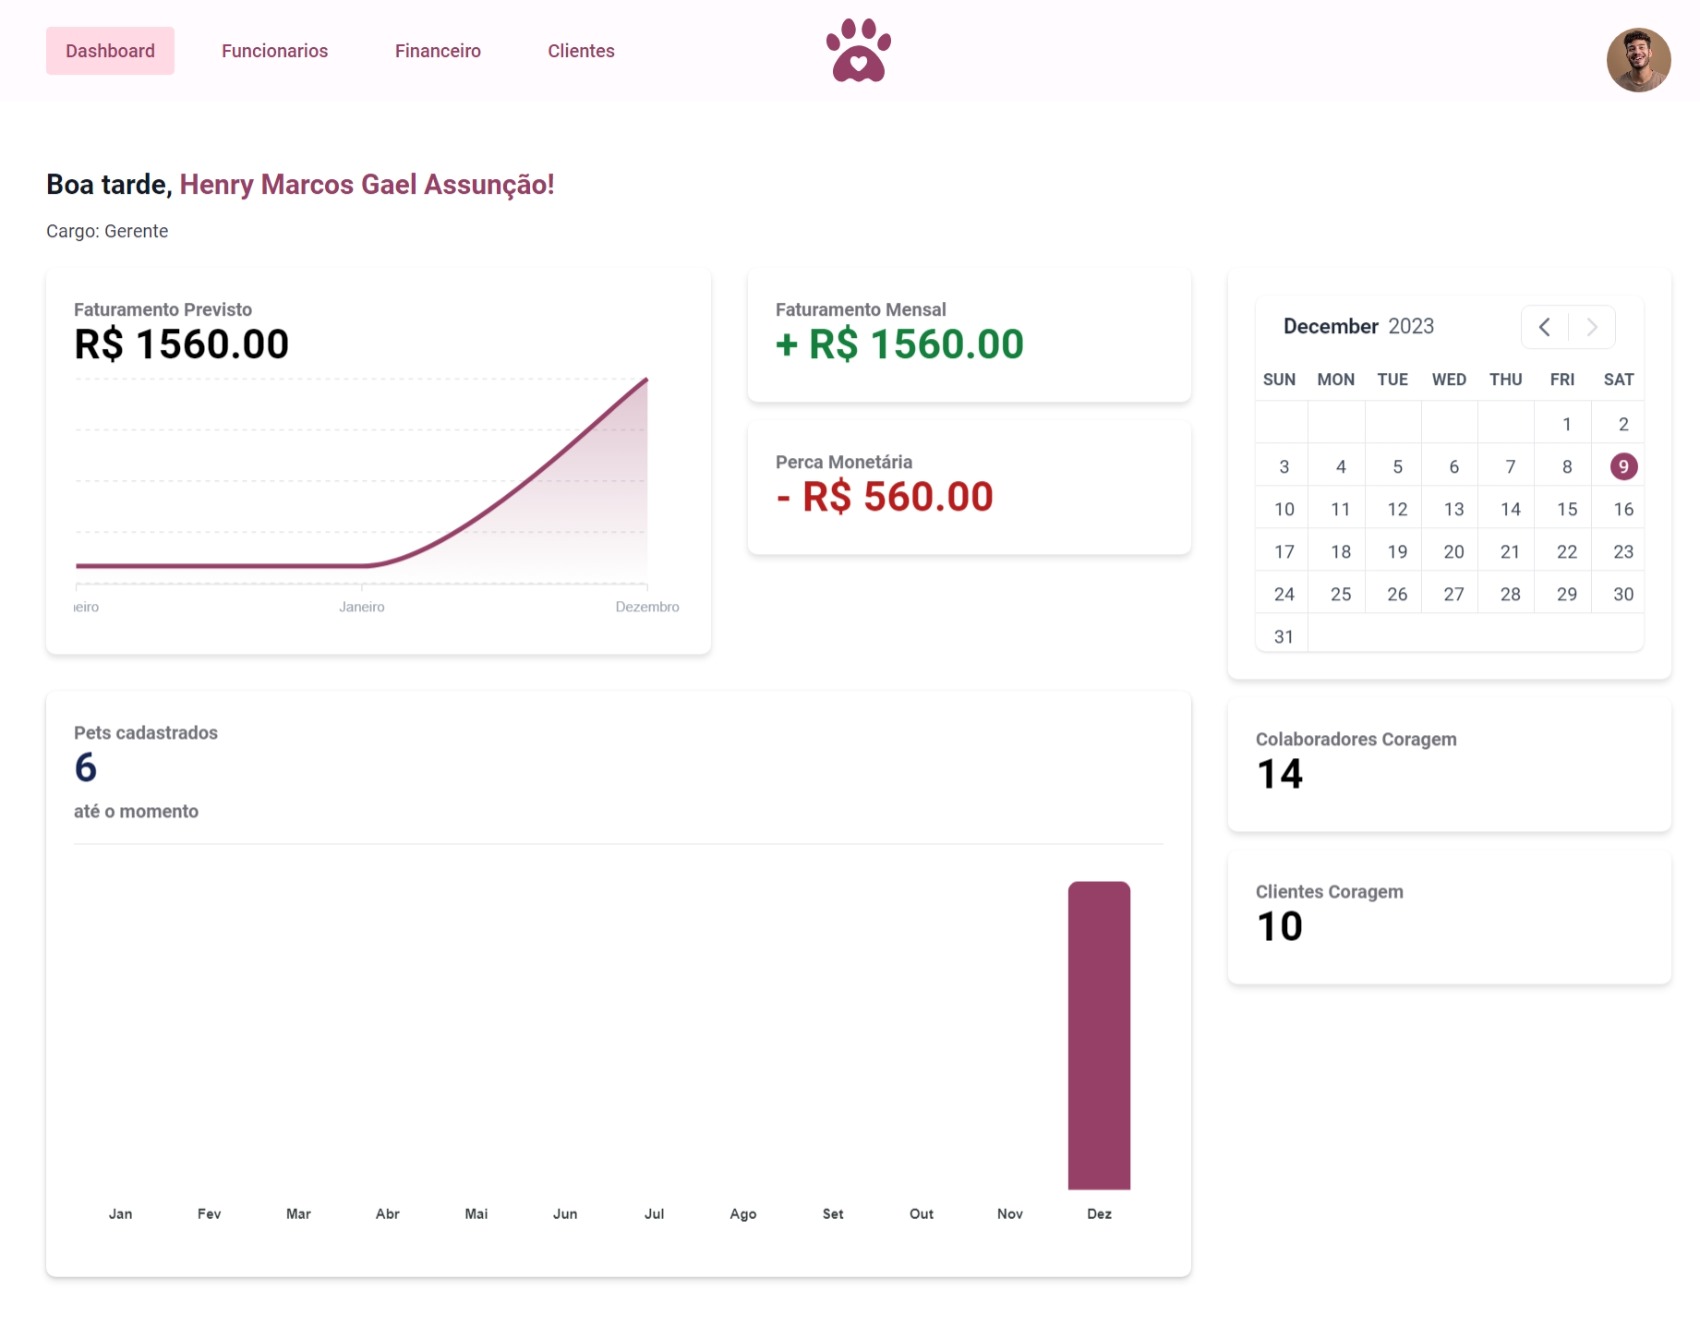 Dashboard Funcionarios Financeiro Clientes
Boa tarde, Henry Marcos Gael Assunção!
Cargo: Gerente
Faturamento Previsto
R$ 1560.00
eiro Janeiro Dezembro
Faturamento Mensal
+ R$ 1560.00
Perca Monetária
- R$ 560.00
December 2023
SUN MON TUE WED THU FRI SAT
1 2
3 4 5 6 7 8 9
10 11 12 13 14 15 16
17 18 19 20 21 22 23
24 25 26 27 28 29 30
31
Pets cadastrados
6
até o momento
Jan Fev Mar Abr Mai Jun Jul Ago Set Out Nov Dez
Colaboradores Coragem
14
Clientes Coragem
10